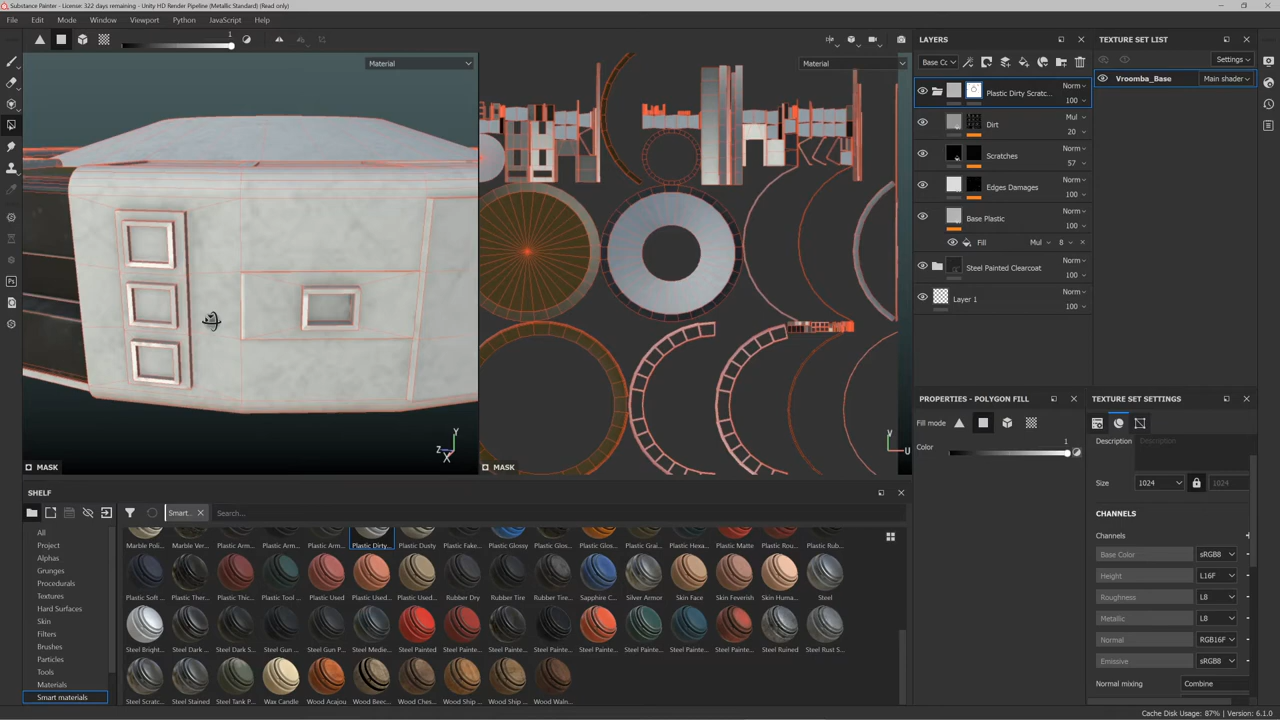 Substance Painter - License: 322 days remaining - Unity HD Render Pipeline (Metallic Standard) (Read only)
File Edit Mode Window Viewport Python JavaScript Help
1
Material
Material
Y
Z
X
V
U
MASK
MASK
LAYERS
Base Cc
Norm
Plastic Dirty Scratc...
100
Mul
Dirt
20
Norm
Scratches
57
Norm
Edges Damages
100
Norm
Base Plastic
100
Fill Mul 8
Norm
Steel Painted Clearcoat
100
Norm
Layer 1
100
TEXTURE SET LIST
Settings
Vroomba_Base Main shader
PROPERTIES - POLYGON FILL
Fill mode
1
Color
TEXTURE SET SETTINGS
Description Description
Size 1024 1024
CHANNELS
Channels +
Base Color sRGB8
Height L16F
Roughness L8
Metallic L8
Normal RGB16F
Emissive sRGB8
Normal mixing Combine
SHELF
Smart... Search...
All
Project
Alphas
Grunges
Procedurals
Textures
Hard Surfaces
Skin
Filters
Brushes
Particles
Tools
Materials
Smart materials
Marble Poli... Marble Ver... Plastic Arm... Plastic Arm... Plastic Arm... Plastic Dirty... Plastic Dusty Plastic Fake... Plastic Glossy Plastic Glos... Plastic Glos... Plastic Grai... Plastic Hexa... Plastic Matte Plastic Rou... Plastic Rub...
Plastic Soft ... Plastic Ther... Plastic Thic... Plastic Tool ... Plastic Used Plastic Used... Plastic Used... Rubber Dry Rubber Tire Rubber Tire... Sapphire C... Silver Armor Skin Face Skin Feverish Skin Huma... Steel
Steel Bright... Steel Dark ... Steel Dark S... Steel Gun ... Steel Gun P... Steel Medie... Steel Painted Steel Painte... Steel Painte... Steel Painte... Steel Painte... Steel Painte... Steel Painte... Steel Painte... Steel Ruined Steel Rust S...
Steel Scratc... Steel Stained Steel Tank P... Wax Candle Wood Acajou Wood Beec... Wood Ches... Wood Ship ... Wood Ship ... Wood Waln...
Cache Disk Usage: 87% | Version: 6.1.0